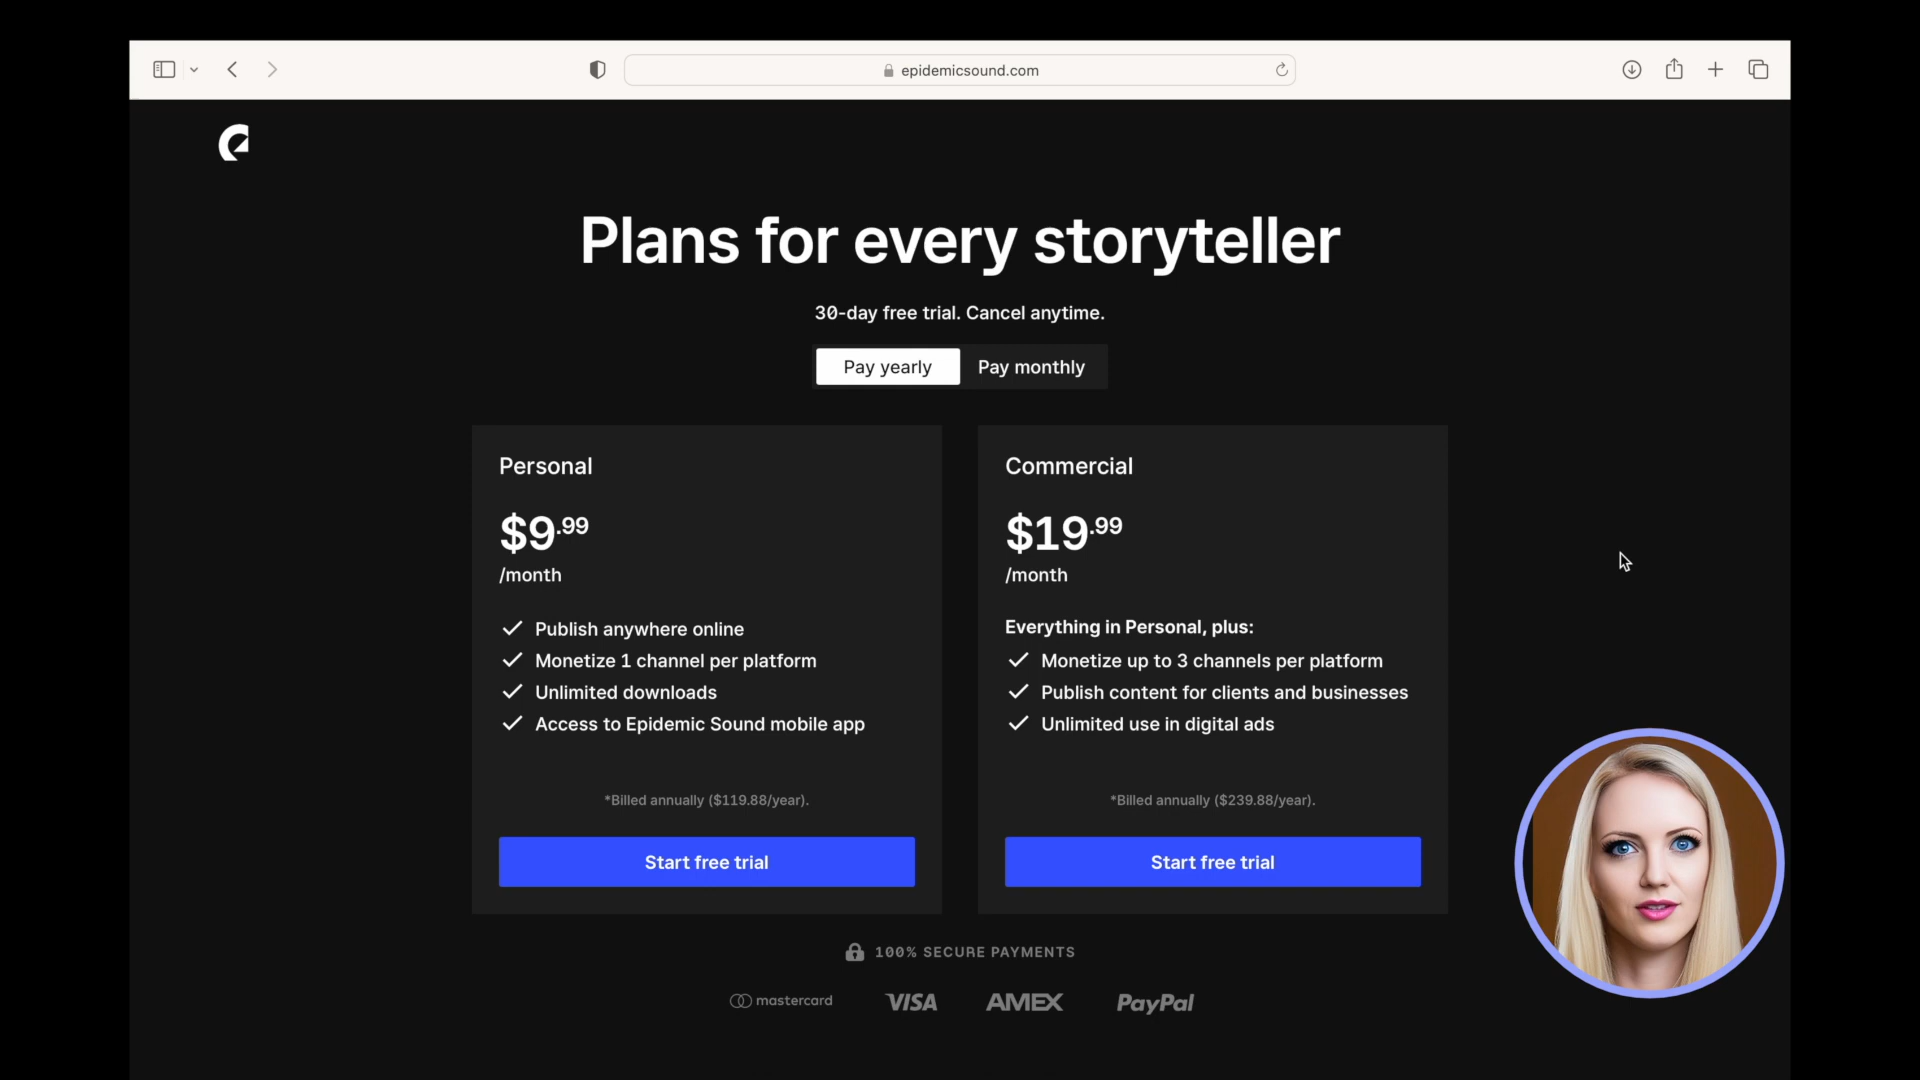 epidemicsound.com
Plans for every storyteller
30-day free trial. Cancel anytime.
Pay yearly
Pay monthly
Personal
$9.99
/month
Publish anywhere online
Monetize 1 channel per platform
Unlimited downloads
Access to Epidemic Sound mobile app
*Billed annually ($119.88/year).
Start free trial
Commercial
$19.99
/month
Everything in Personal, plus:
Monetize up to 3 channels per platform
Publish content for clients and businesses
Unlimited use in digital ads
*Billed annually ($239.88/year).
Start free trial
100% SECURE PAYMENTS
mastercard VISA AMEX PayPal